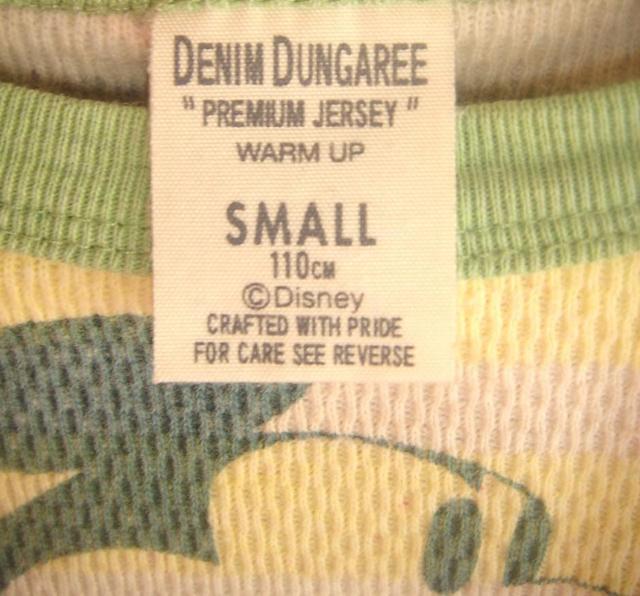 DENIM DUNGAREE
" PREMIUM JERSEY "
WARM UP
SMALL
110CM
©Disney
CRAFTED WITH PRIDE
FOR CARE SEE REVERSE